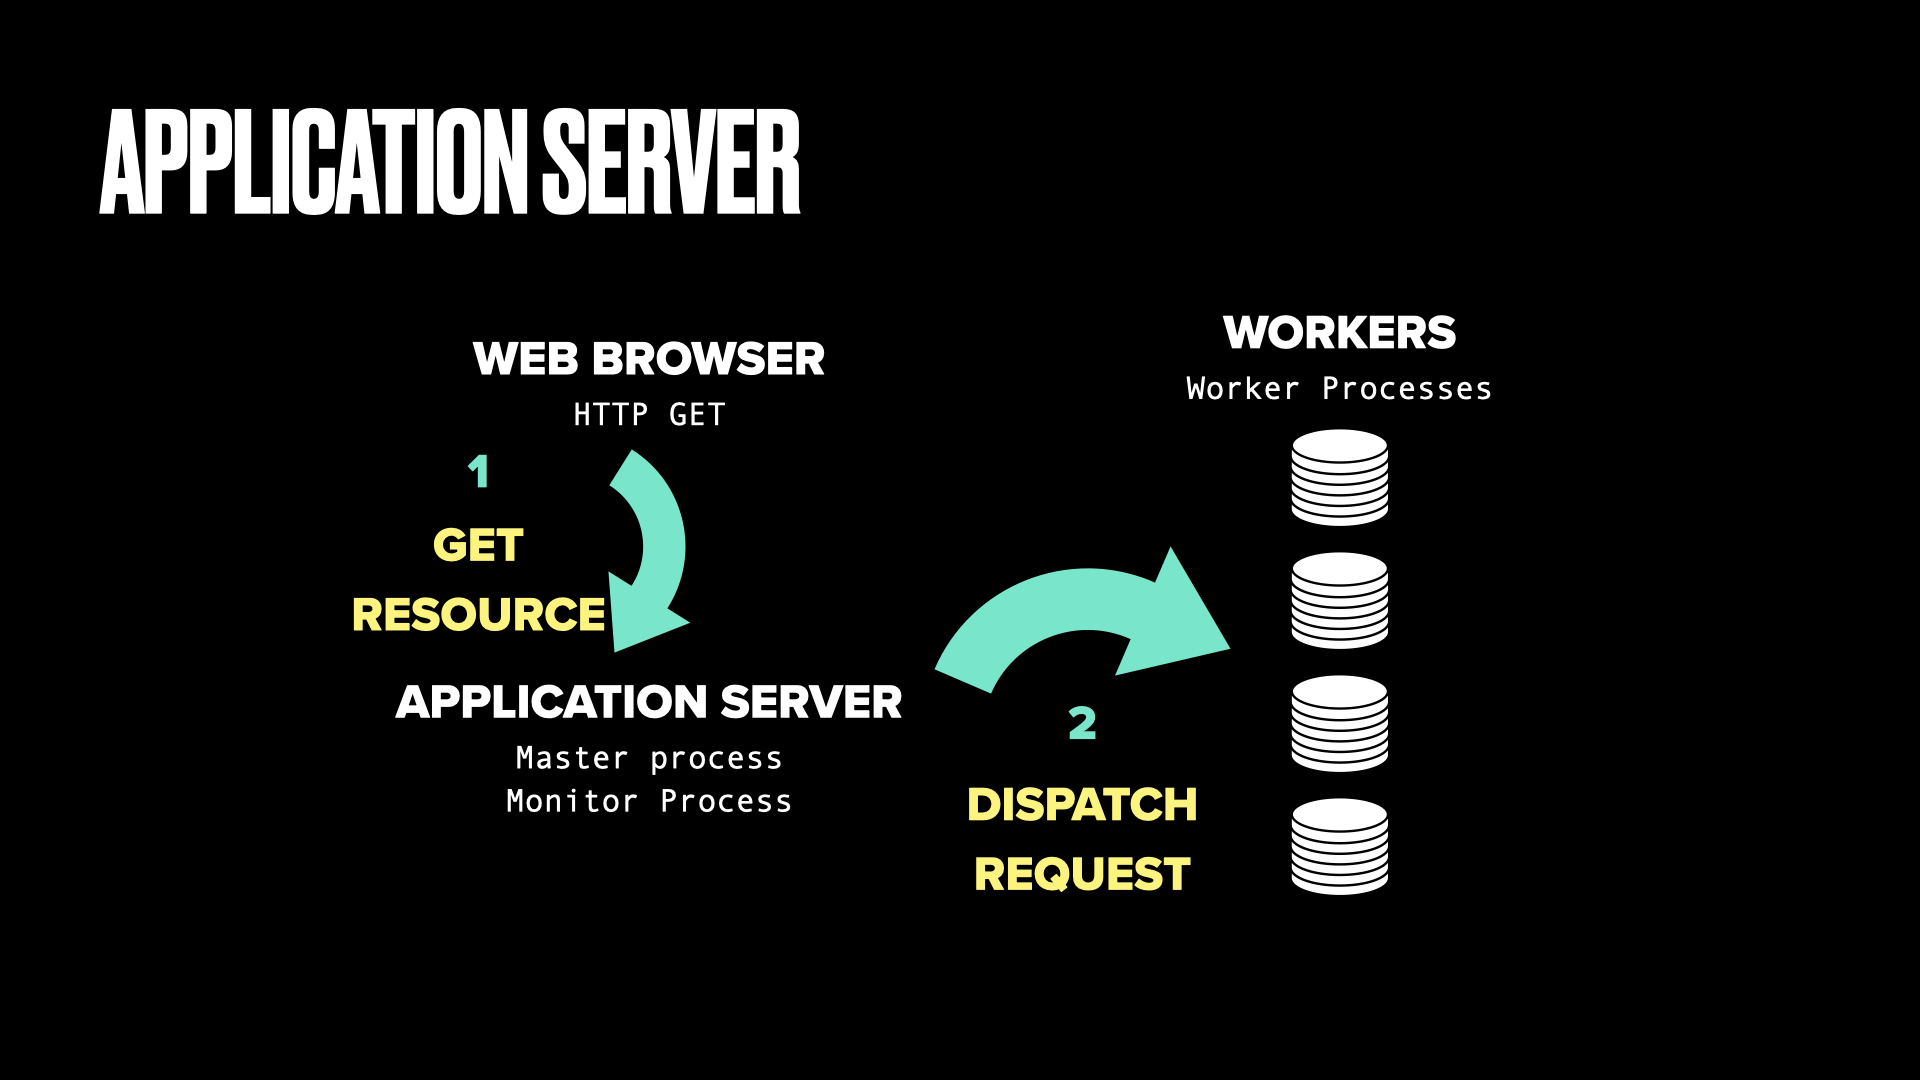 APPLICATION SERVER
WEB BROWSER
HTTP GET
1
GET
RESOURCE
APPLICATION SERVER
Master process
Monitor Process
2
DISPATCH
REQUEST
WORKERS
Worker Processes